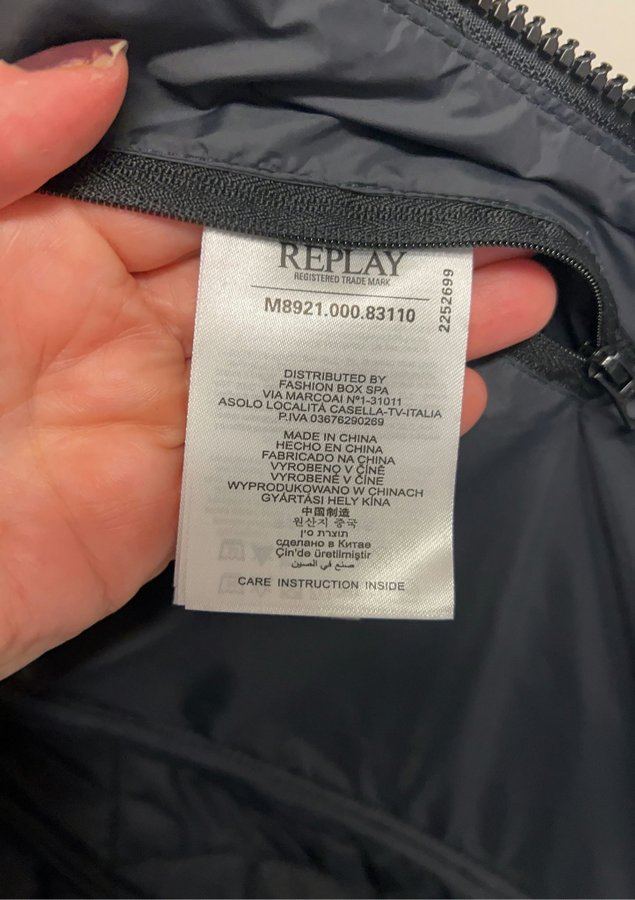 REPLAY
REGISTERED TRADE MARK
M8921.000.83110
2252699
DISTRIBUTED BY
FASHION BOX SPA
VIA MARCOAI Nº1-31011
ASOLO LOCALITÀ CASELLA-TV-ITALIA
P.IVA 03676290269
MADE IN CHINA
HECHO EN CHINA
FABRICADO NA CHINA
VYROBENO V ČÍNĚ
VYROBENÉ V ČÍNE
WYPRODUKOWANO W CHINACH
GYÁRTÁSI HELY KÍNA
中国制造
원산지 중국
תוצרת סין
сделано в Китае
Çin'de üretilmiştir
صنع في الصين
CARE INSTRUCTION INSIDE